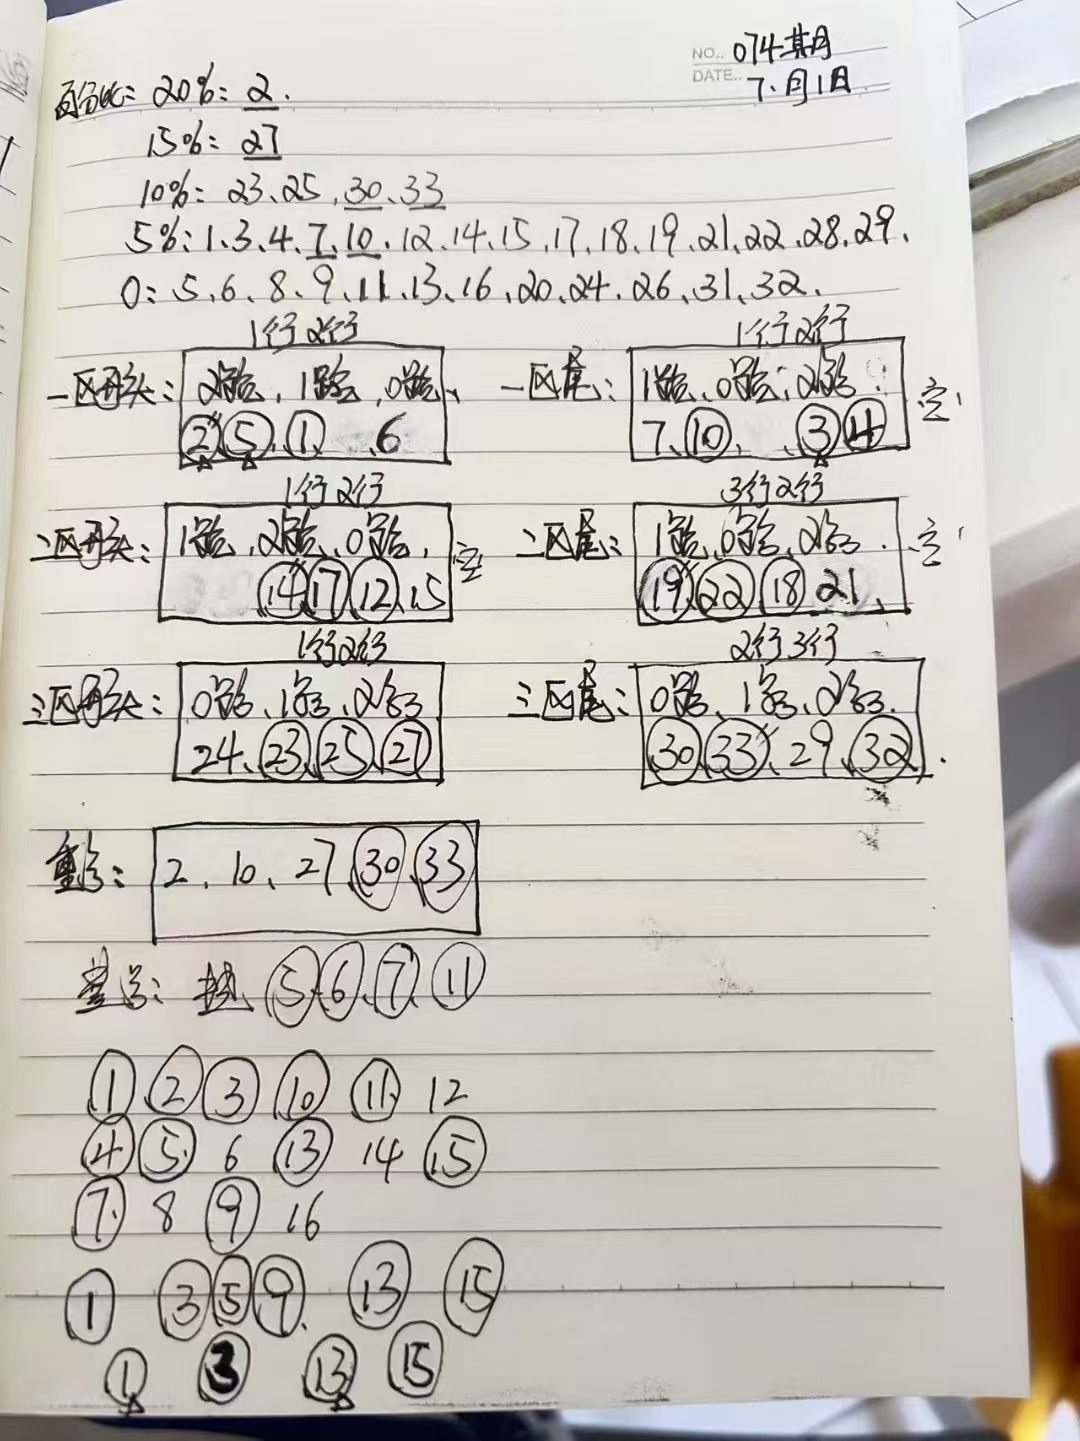 NO.. 074期
DATE.. 7.月1日
百分比: 20%: 2.
15%: 27
10%: 23、25、30、33
5%: 1、3、4、7、10、12、14、15、17、18、19、21、22、28、29、
0: 5、6、8、9、11、13、16、20、24、26、31、32、
1行2行 1行2行
一区头: 2路、1路、0路、 一区尾: 1路、0路、2路 空
2、5、1、6 7、10、3、4
1行2行 3行2行
二区头: 1路、2路、0路、 空 二区尾: 1路、0路、2路. 空
14、17、12、15 19、22、18、21、
1行2行 2行3行
三区头: 0路、1路、2路 三区尾: 0路、1路、2路.
24、23、25、27 30、33、29、32.
重号: 2、10、27、30、33
蓝号: 5、6、7、11
1 2 3 10 11 12
4 5 6 13 14 15
7 8 9 16
1 3 5 9 13 15
1 3 13 15